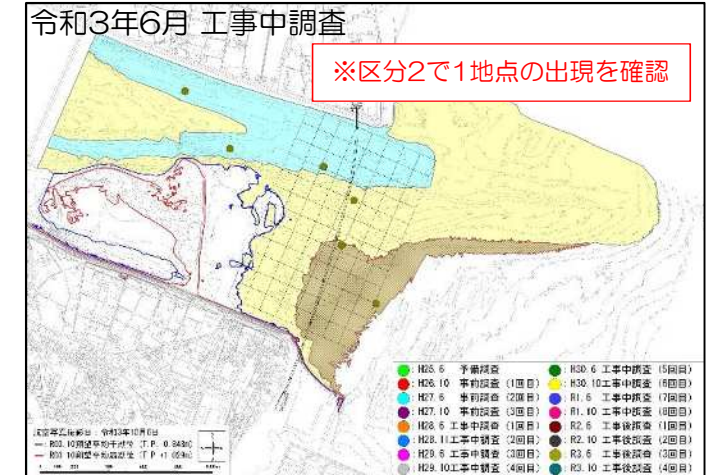 令和3年6月 工事中調査
※区分2で1地点の出現を確認
: H26. 6 予備調査
: H26.10 事前調査 (1回目)
: H27. 6 事前調査 (2回目)
: H27.10 事前調査 (3回目)
: H28. 6 工事中調査 (1回目)
: H28.11工事中調査 (2回目)
: H29. 6 工事中調査 (3回目)
: H29.10工事中調査 (4回目)
: H30. 6 工事中調査 (5回目)
: H30.10工事中調査 (6回目)
: R1. 6 工事中調査 (7回目)
: R1.10 工事中調査 (8回目)
: R2. 6 工事後調査 (1回目)
: R2.10 工事後調査 (2回目)
: R3. 6 工事後調査 (3回目)
: R3.10 工事後調査 (4回目)